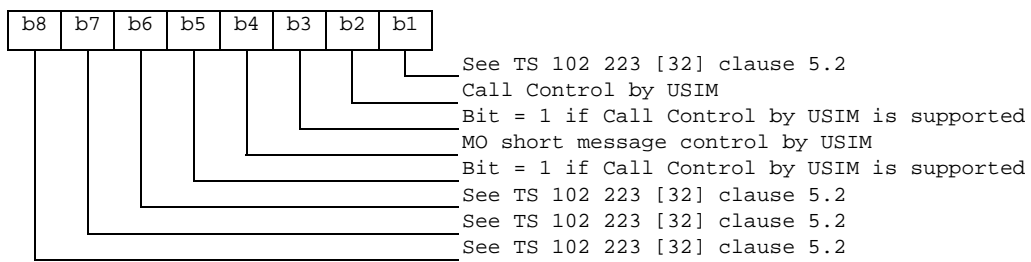 b8 b7 b6 b5 b4 b3 b2 b1
See TS 102 223 [32] clause 5.2
Call Control by USIM
Bit = 1 if Call Control by USIM is supported
MO short message control by USIM
Bit = 1 if Call Control by USIM is supported
See TS 102 223 [32] clause 5.2
See TS 102 223 [32] clause 5.2
See TS 102 223 [32] clause 5.2